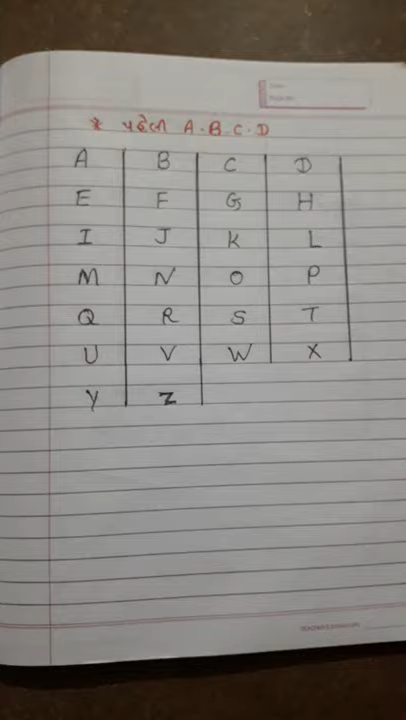 * પહેલી A.B.C.D
A B C D
E F G H
I J K L
M N O P
Q R S T
U V W X
Y Z